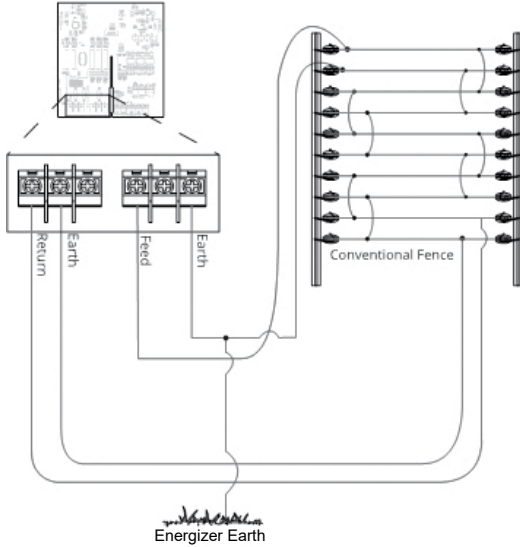 Return
Earth
Feed
Earth
Conventional Fence
Energizer Earth